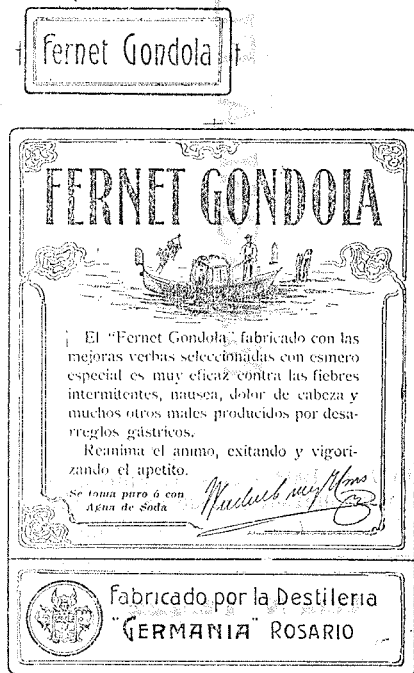 Fernet Gondola
FERNET GONDOLA
El "Fernet Gondola" fabricado con las
mejoras yerbas seleccionadas con esmero
especial es muy eficaz contra las fiebres
intermitentes, nausea, dolor de cabeza y
muchos otros males producidos por desa-
rreglos gástricos.
Reanima el animo, exitando y vigori-
zando el apetito.
Se toma puro ó con
Agua de Soda
Fabricado por la Destileria
"GERMANIA" ROSARIO